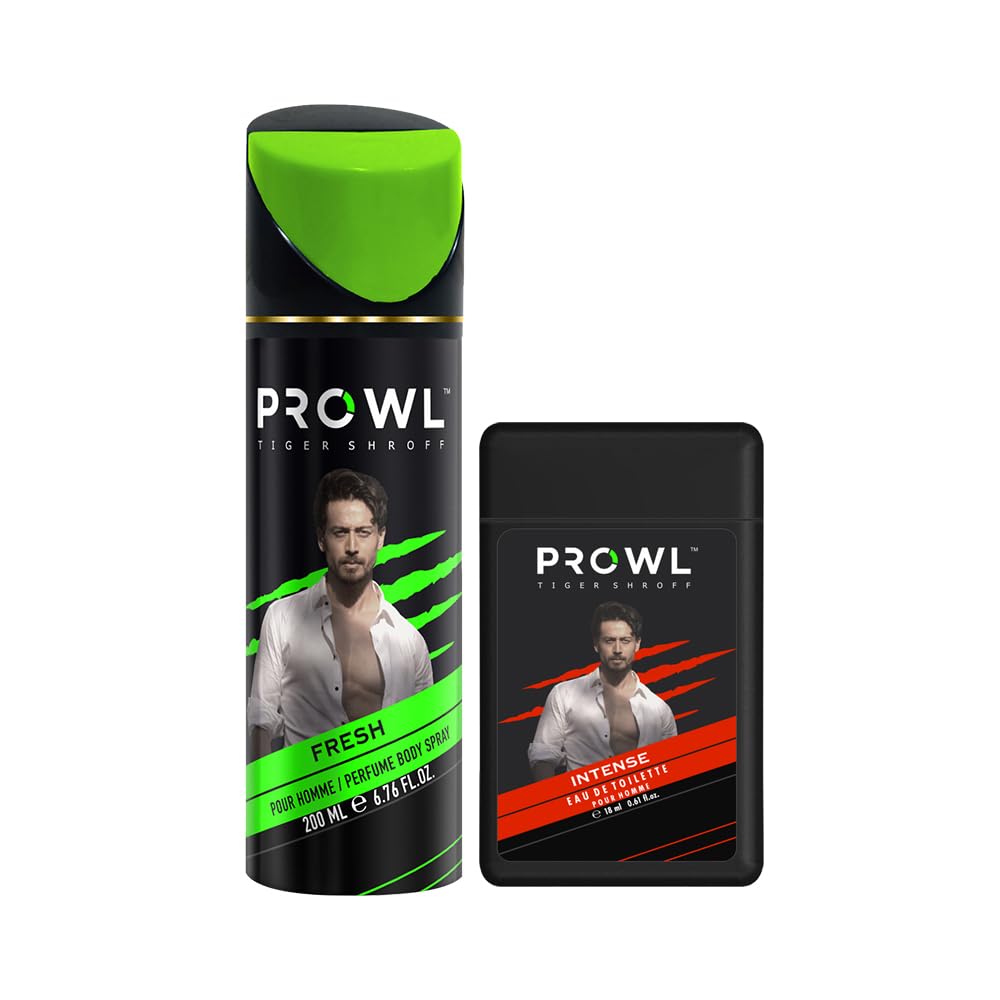 PROWL™
TIGER SHROFF
FRESH
POUR HOMME / PERFUME BODY SPRAY
200 ML ℮ 6.76 FL.OZ.
PROWL™
TIGER SHROFF
INTENSE
EAU DE TOILETTE
POUR HOMME
℮ 18 ml 0.61 fl.oz.